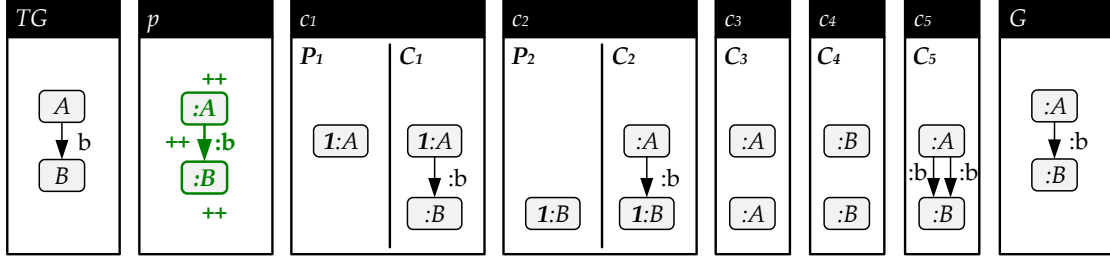 TG
A
b
B
p
++
:A
++ :b
:B
++
c1
P1 C1
1:A 1:A
:b
:B
c2
P2 C2
:A
:b
1:B 1:B
c3
C3
:A
:A
c4
C4
:B
:B
c5
C5
:A
:b :b
:B
G
:A
:b
:B